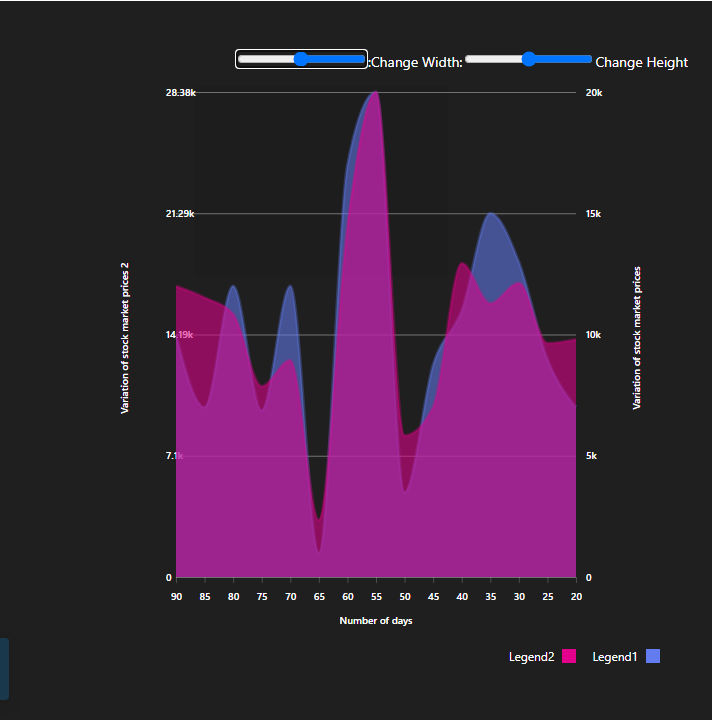 :Change Width: Change Height
28.38k
21.29k
14.19k
7.1k
0
20k
15k
10k
5k
0
Variation of stock market prices 2
Variation of stock market prices
90 85 80 75 70 65 60 55 50 45 40 35 30 25 20
Number of days
Legend2 Legend1